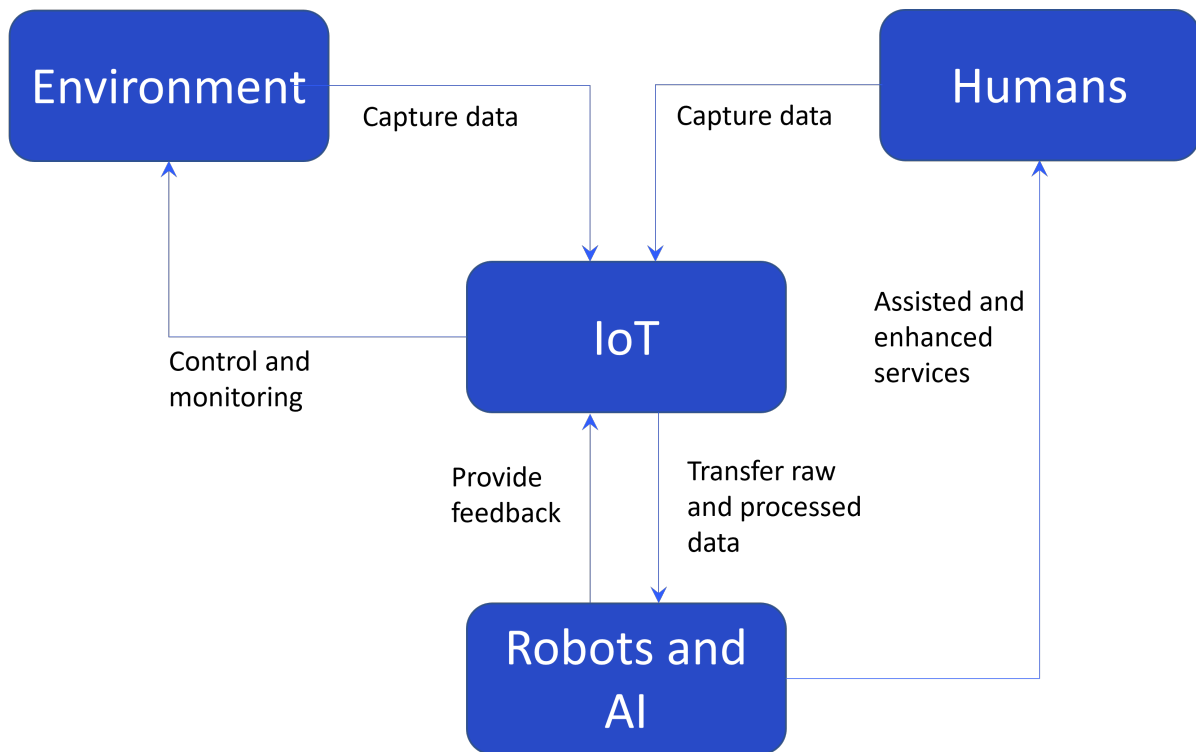 Environment
Humans
Capture data
Capture data
IoT
Assisted and
enhanced
services
Control and
monitoring
Provide
feedback
Transfer raw
and processed
data
Robots and
AI